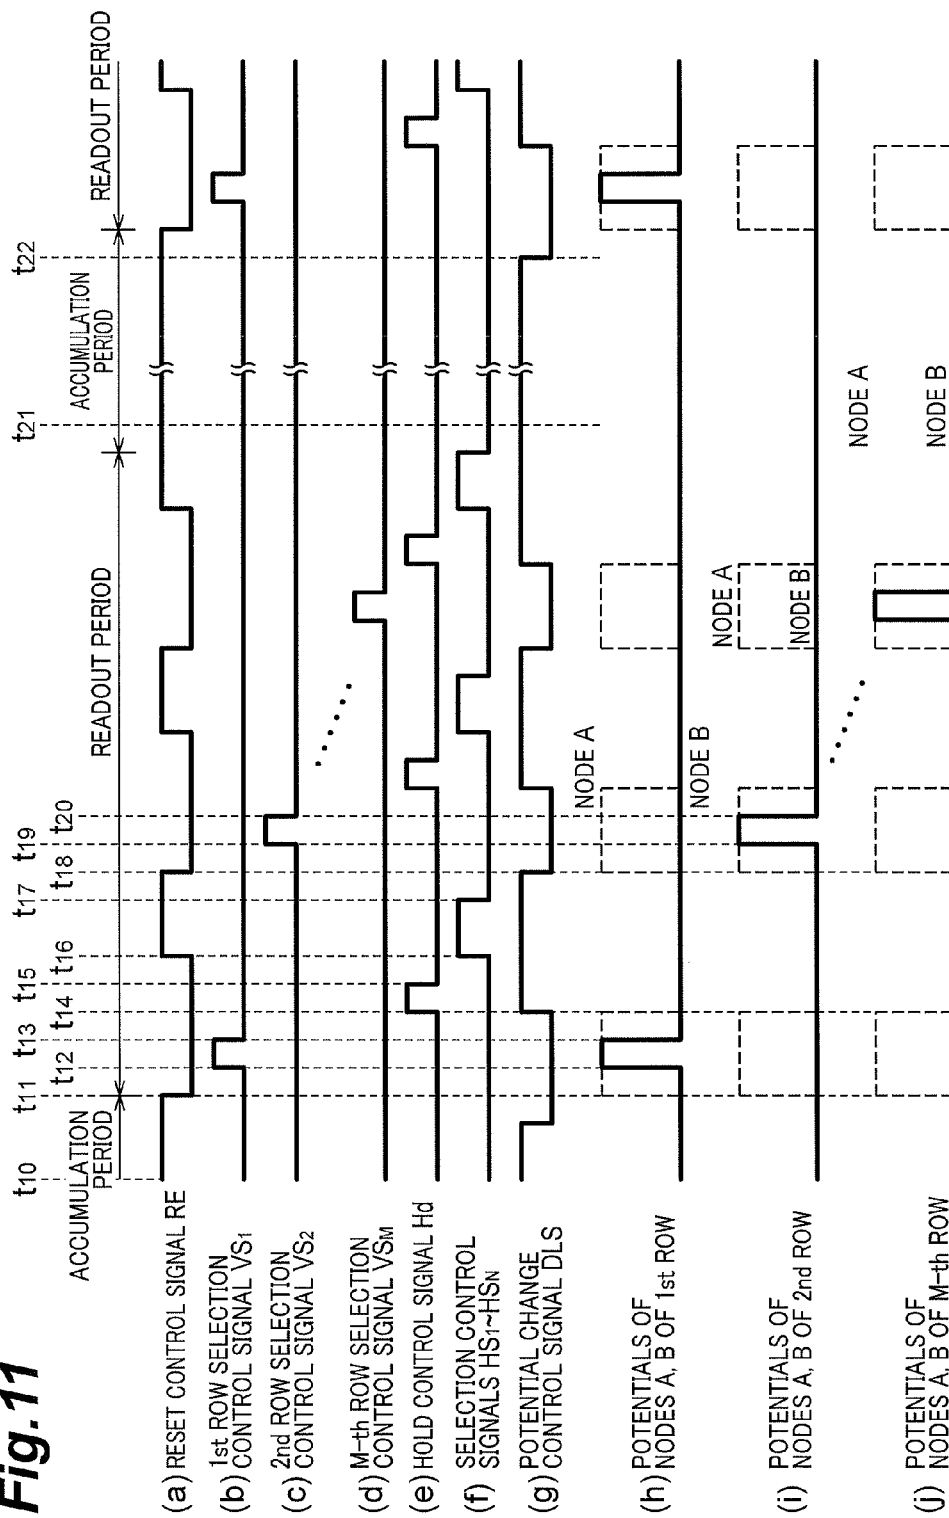 Fig.11
t10 t11 t12 t13 t14 t15 t16 t17 t18 t19 t20 t21 t22
ACCUMULATION
PERIOD
READOUT PERIOD
ACCUMULATION
PERIOD
READOUT PERIOD
(a) RESET CONTROL SIGNAL RE
(b) 1st ROW SELECTION
CONTROL SIGNAL VS1
(c) 2nd ROW SELECTION
CONTROL SIGNAL VS2
(d) M-th ROW SELECTION
CONTROL SIGNAL VSM
(e) HOLD CONTROL SIGNAL Hd
(f) SELECTION CONTROL
SIGNALS HS1~HSN
(g) POTENTIAL CHANGE
CONTROL SIGNAL DLS
(h) POTENTIALS OF
NODES A, B OF 1st ROW
NODE A
NODE B
(i) POTENTIALS OF
NODES A, B OF 2nd ROW
NODE A
NODE B
(j) POTENTIALS OF
NODES A, B OF M-th ROW
NODE A
NODE B